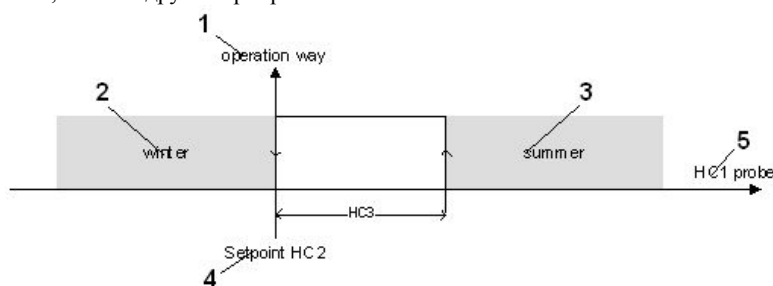 1
operation way
2
3
winter
summer
5
HC1 probe
HC3
Setpoint HC2
4